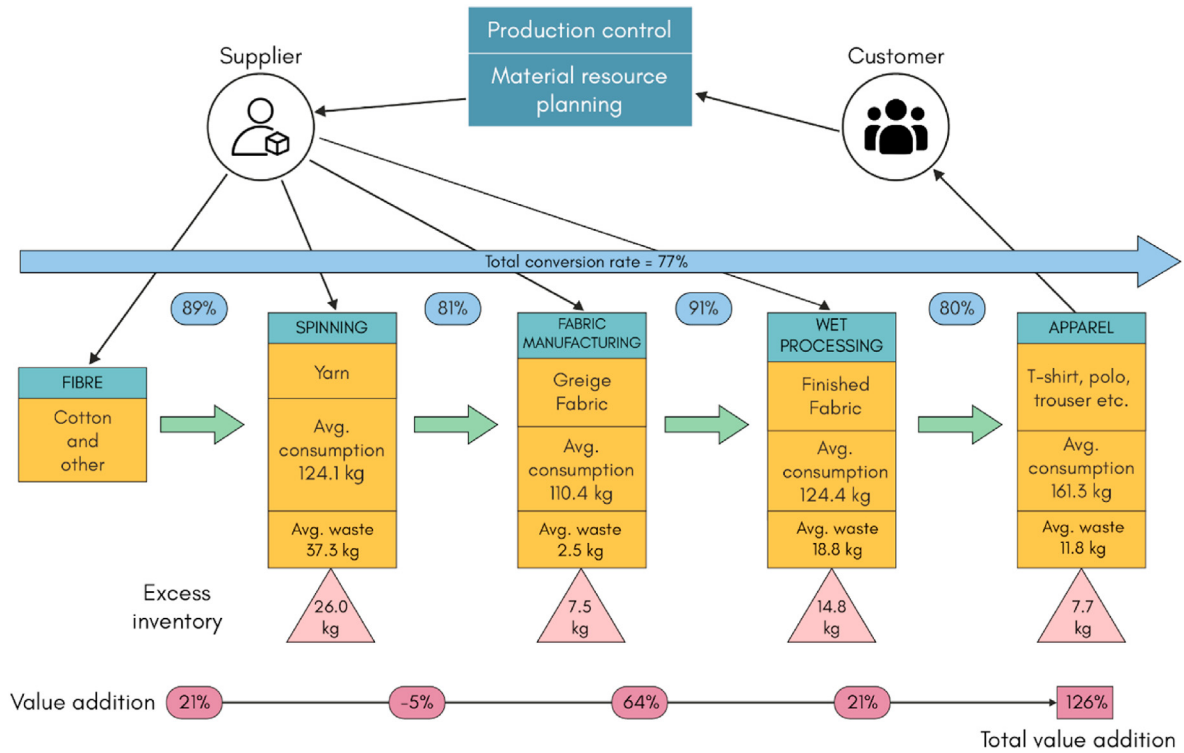 Production control
Supplier
Customer
Material resource
planning
Total conversion rate = 77%
89%
81%
91%
80%
FIBRE
Cotton
and
other
SPINNING
Yarn
Avg.
consumption
124.1 kg
Avg. waste
37.3 kg
FABRIC
MANUFACTURING
Greige
Fabric
Avg.
consumption
110.4 kg
Avg. waste
2.5 kg
WET
PROCESSING
Finished
Fabric
Avg.
consumption
124.4 kg
Avg. waste
18.8 kg
APPAREL
T-shirt, polo,
trouser etc.
Avg.
consumption
161.3 kg
Avg. waste
11.8 kg
Excess
inventory
26.0
kg
7.5
kg
14.8
kg
7.7
kg
Value addition
21%
-5%
64%
21%
126%
Total value addition